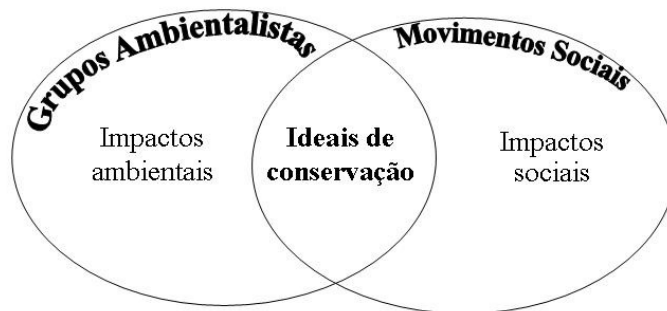 Grupos Ambientalistas
Movimentos Sociais
Impactos
ambientais
Ideais de
conservação
Impactos
sociais